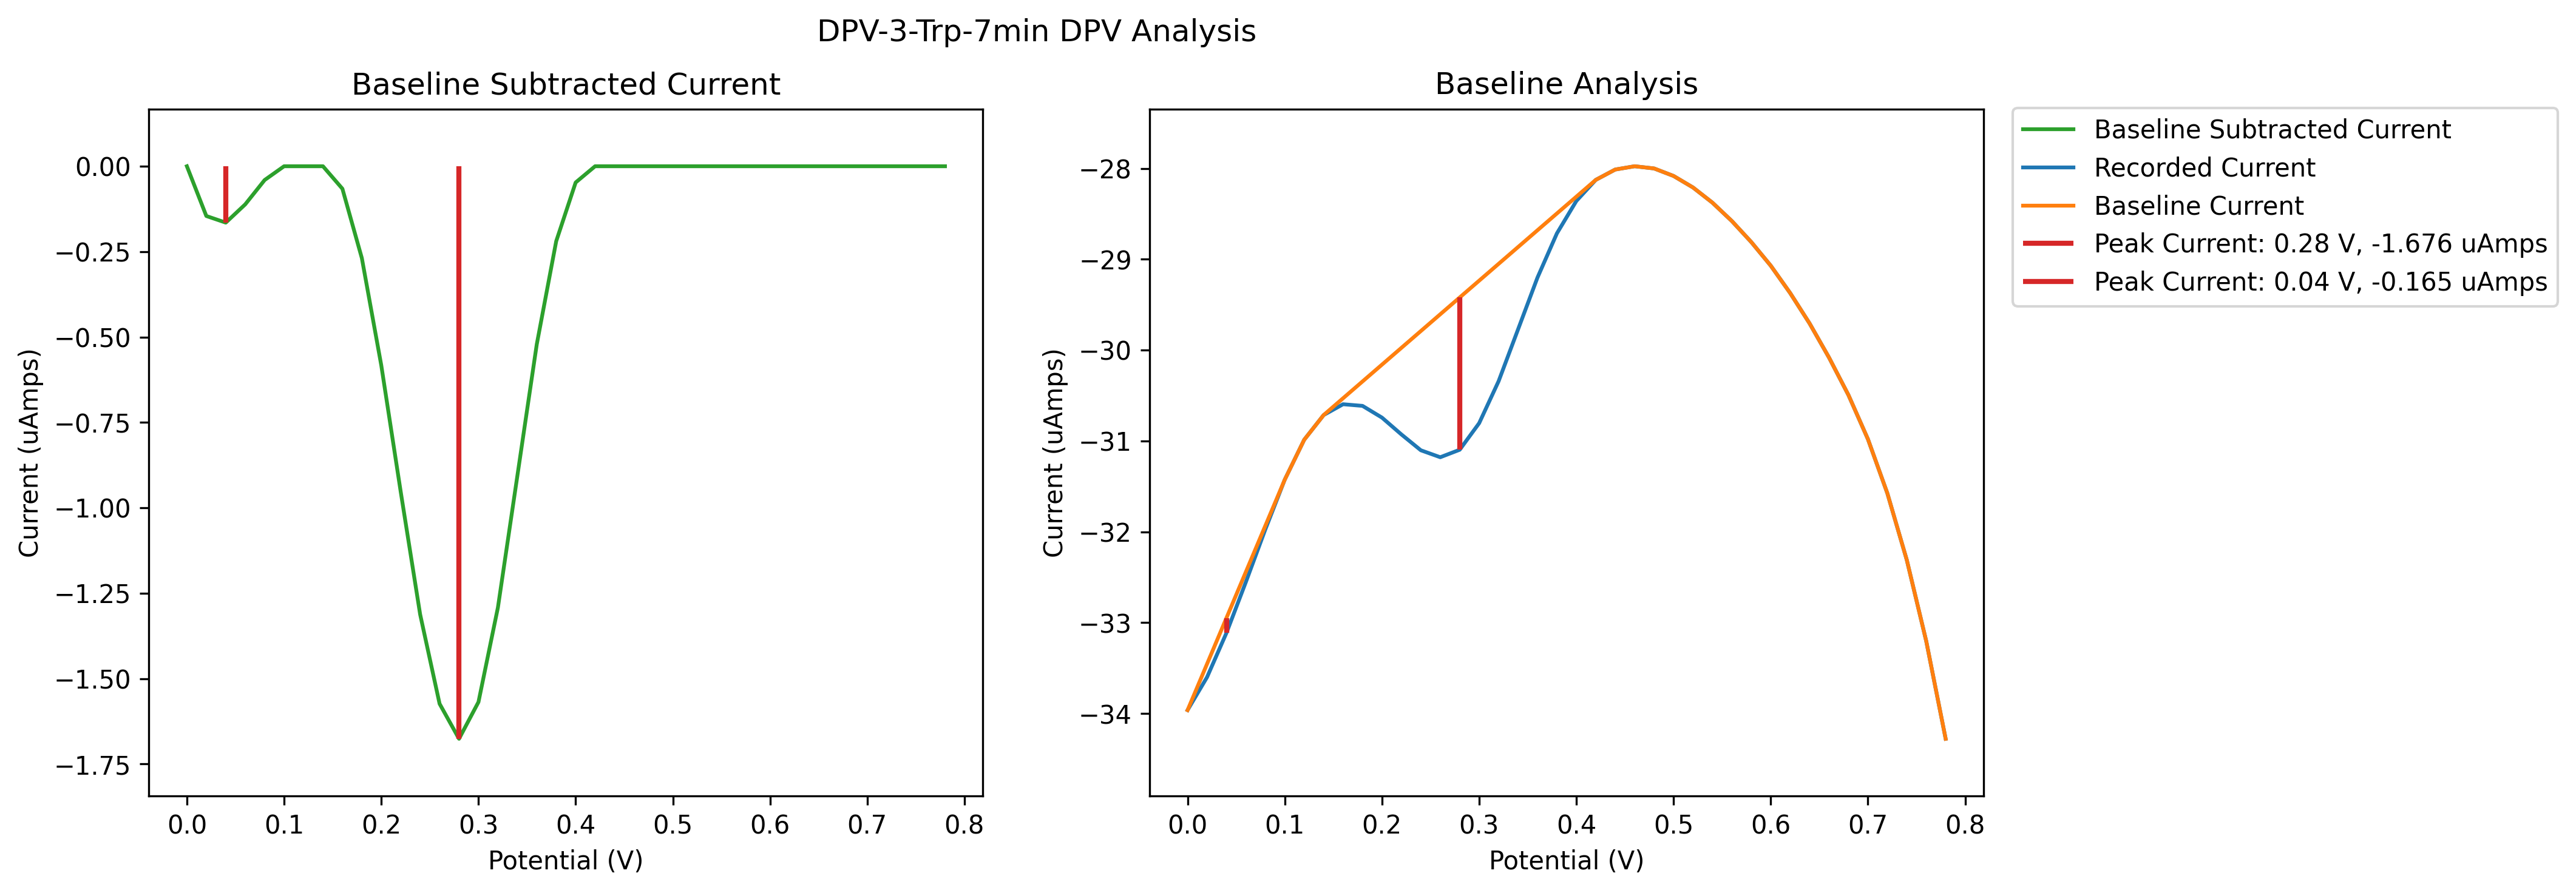 DPV-3-Trp-7min DPV Analysis
Baseline Subtracted Current
0.00
−0.25
−0.50
−0.75
−1.00
−1.25
−1.50
−1.75
Current (uAmps)
0.0 0.1 0.2 0.3 0.4 0.5 0.6 0.7 0.8
Potential (V)
Baseline Analysis
−28
−29
−30
−31
−32
−33
−34
Current (uAmps)
0.0 0.1 0.2 0.3 0.4 0.5 0.6 0.7 0.8
Potential (V)
Baseline Subtracted Current
Recorded Current
Baseline Current
Peak Current: 0.28 V, -1.676 uAmps
Peak Current: 0.04 V, -0.165 uAmps